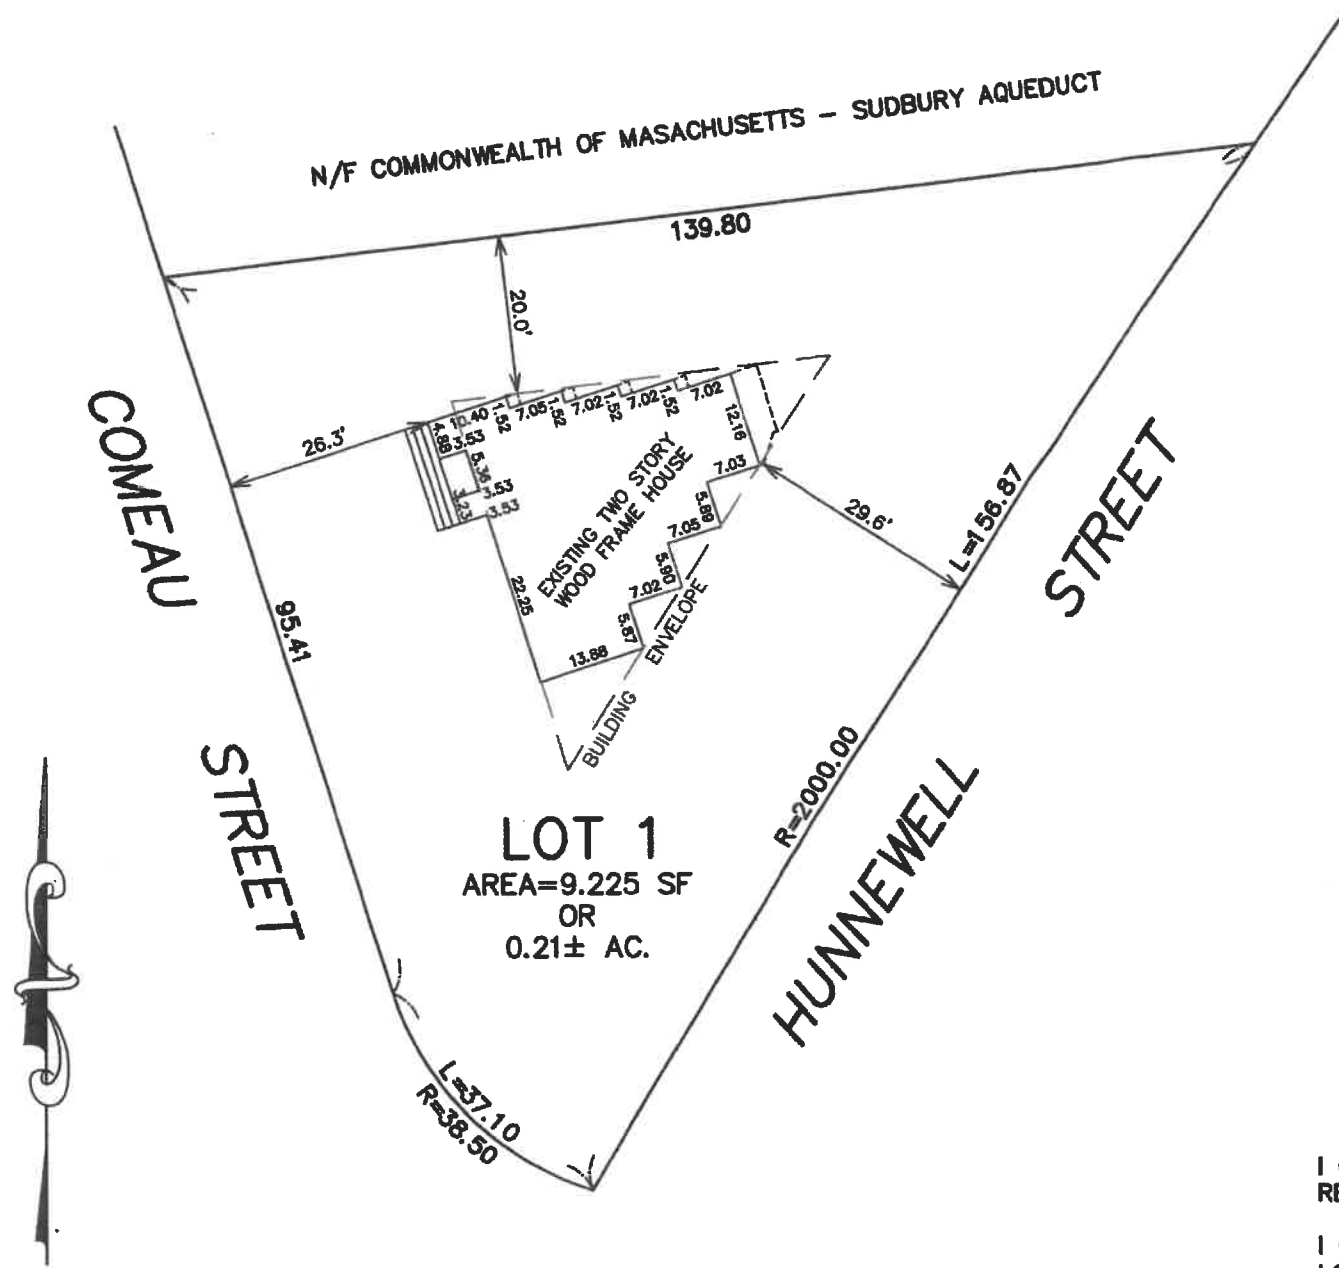 N/F COMMONWEALTH OF MASACHUSETTS – SUDBURY AQUEDUCT
139.80
20.0'
26.3'
10.40
1.52
7.05
1.52
7.02
1.52
7.02
1.52
7.02
12.16
4.88
3.53
5.36
3.53
3.23
3.53
22.25
13.88
5.87
7.02
5.90
7.05
5.89
7.03
EXISTING TWO STORY
WOOD FRAME HOUSE
29.6'
BUILDING ENVELOPE
COMEAU STREET
95.41
L=156.87
R=2000.00
HUNNEWELL STREET
LOT 1
AREA=9.225 SF
OR
0.21± AC.
L=37.10
R=38.50
I
I